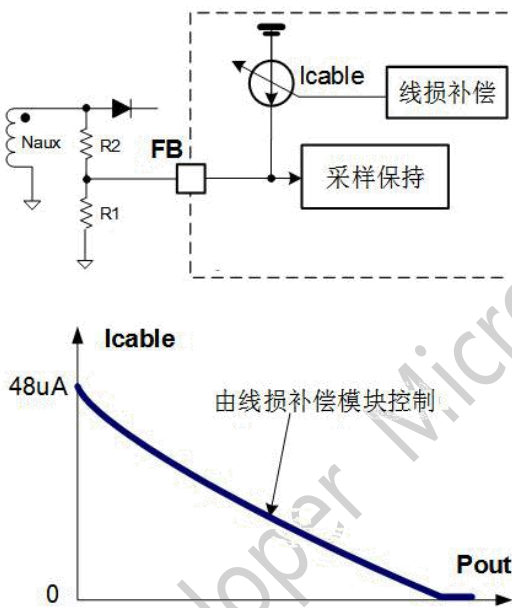 Icable
线损补偿
Naux
R2
FB
采样保持
R1
Icable
48uA
由线损补偿模块控制
Pout
0